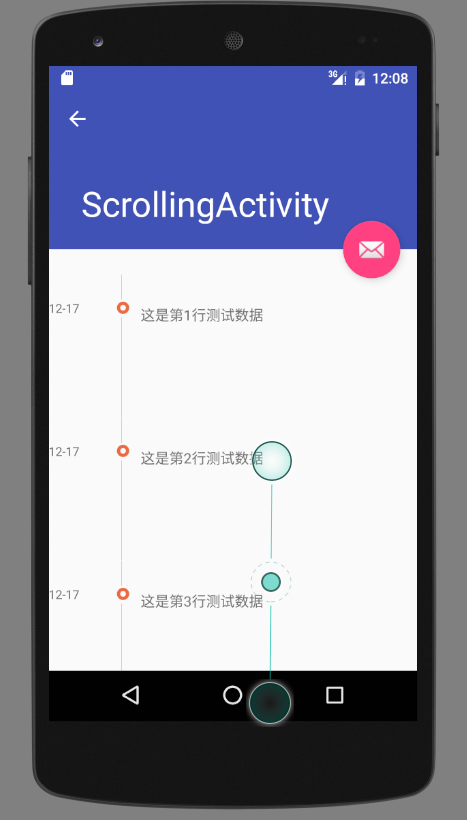 3G 12:08
ScrollingActivity
12-17 这是第1行测试数据
12-17 这是第2行测试数据
12-17 这是第3行测试数据